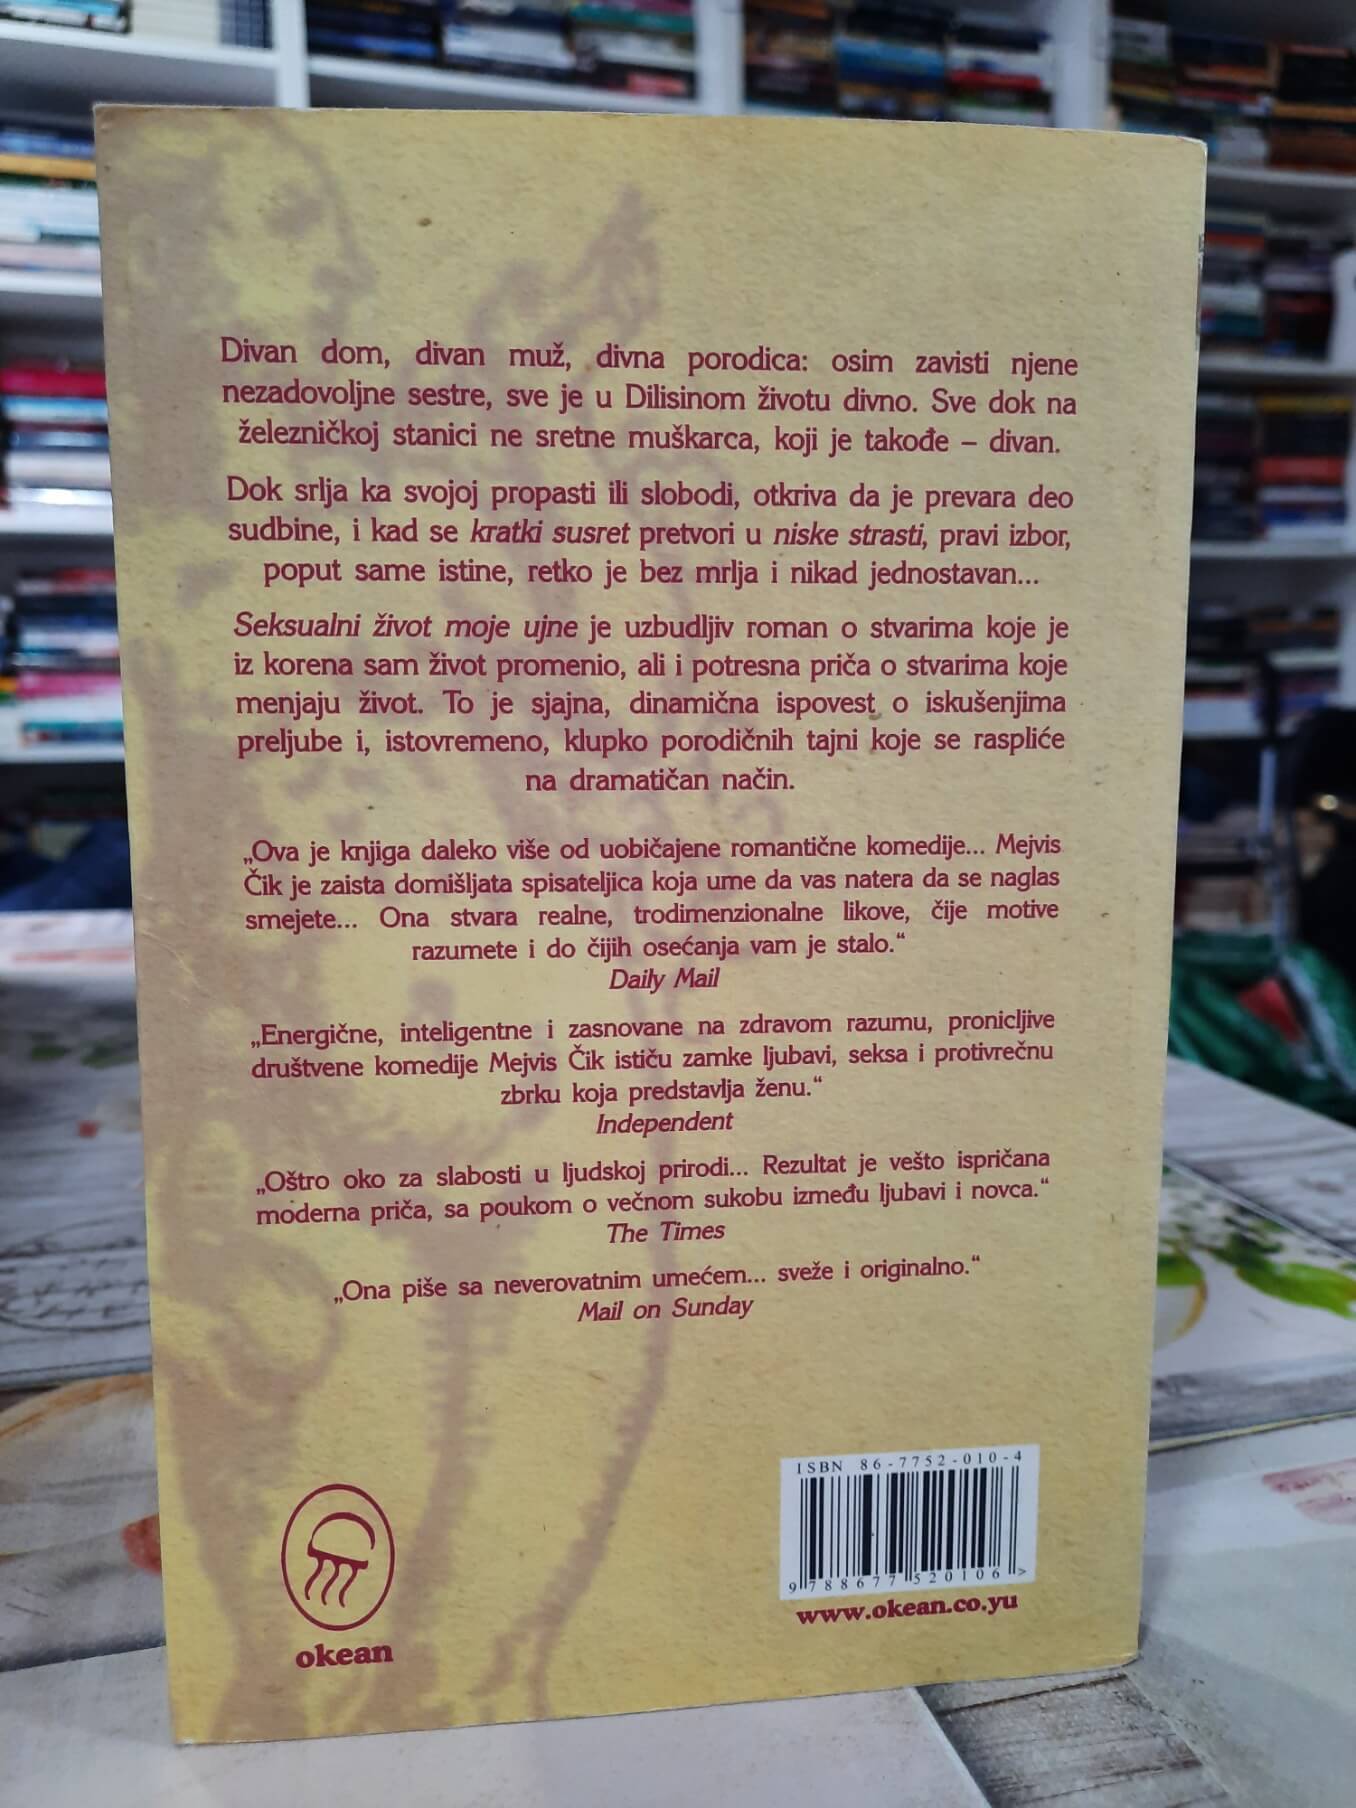 Divan dom, divan muž, divna porodica: osim zavisti njene
nezadovoljne sestre, sve je u Dilisinom životu divno. Sve dok na
železničkoj stanici ne sretne muškarca, koji je takođe – divan.
Dok srlja ka svojoj propasti ili slobodi, otkriva da je prevara deo
sudbine, i kad se kratki susret pretvori u niske strasti, pravi izbor,
poput same istine, retko je bez mrlja i nikad jednostavan...
Seksualni život moje ujne je uzbudljiv roman o stvarima koje je
iz korena sam život promenio, ali i potresna priča o stvarima koje
menjaju život. To je sjajna, dinamična ispovest o iskušenjima
preljube i, istovremeno, klupko porodičnih tajni koje se raspliće
na dramatičan način.
„Ova je knjiga daleko više od uobičajene romantične komedije... Mejvis
Čik je zaista domišljata spisateljica koja ume da vas natera da se naglas
smejete... Ona stvara realne, trodimenzionalne likove, čije motive
razumete i do čijih osećanja vam je stalo.“
Daily Mail
„Energične, inteligentne i zasnovane na zdravom razumu, pronicljive
društvene komedije Mejvis Čik ističu zamke ljubavi, seksa i protivrečnu
zbrku koja predstavlja ženu.“
Independent
„Oštro oko za slabosti u ljudskoj prirodi... Rezultat je vešto ispričana
moderna priča, sa poukom o večnom sukobu između ljubavi i novca.“
The Times
„Ona piše sa neverovatnim umećem... sveže i originalno.“
Mail on Sunday
ISBN 86-7752-010-4
9788677520106>
www.okean.co.yu
okean